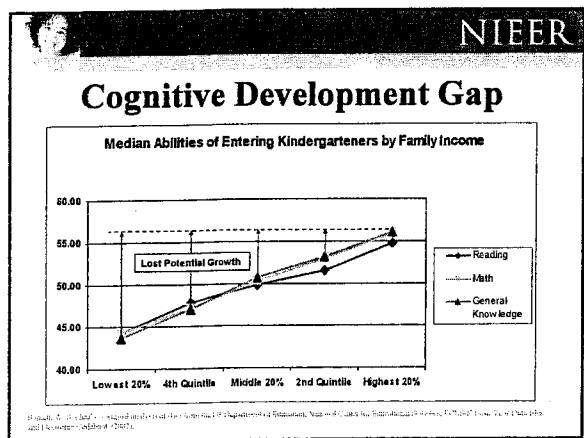 NIEER
Cognitive Development Gap
Median Abilities of Entering Kindergarteners by Family Income
60.00
55.00
50.00
45.00
40.00
Lost Potential Growth
Reading
Math
General
Knowledge
Lowest 20% 4th Quintile Middle 20% 2nd Quintile Highest 20%